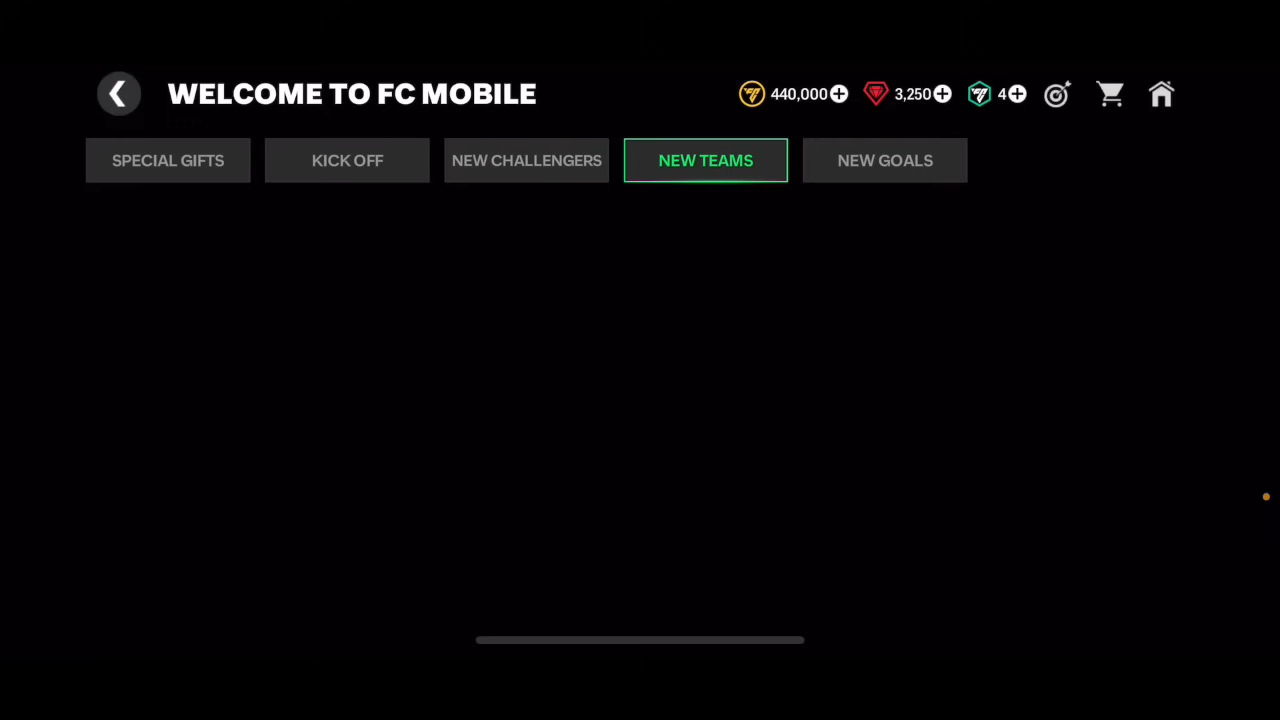 WELCOME TO FC MOBILE
440,000
3,250
4
SPECIAL GIFTS
KICK OFF
NEW CHALLENGERS
NEW TEAMS
NEW GOALS